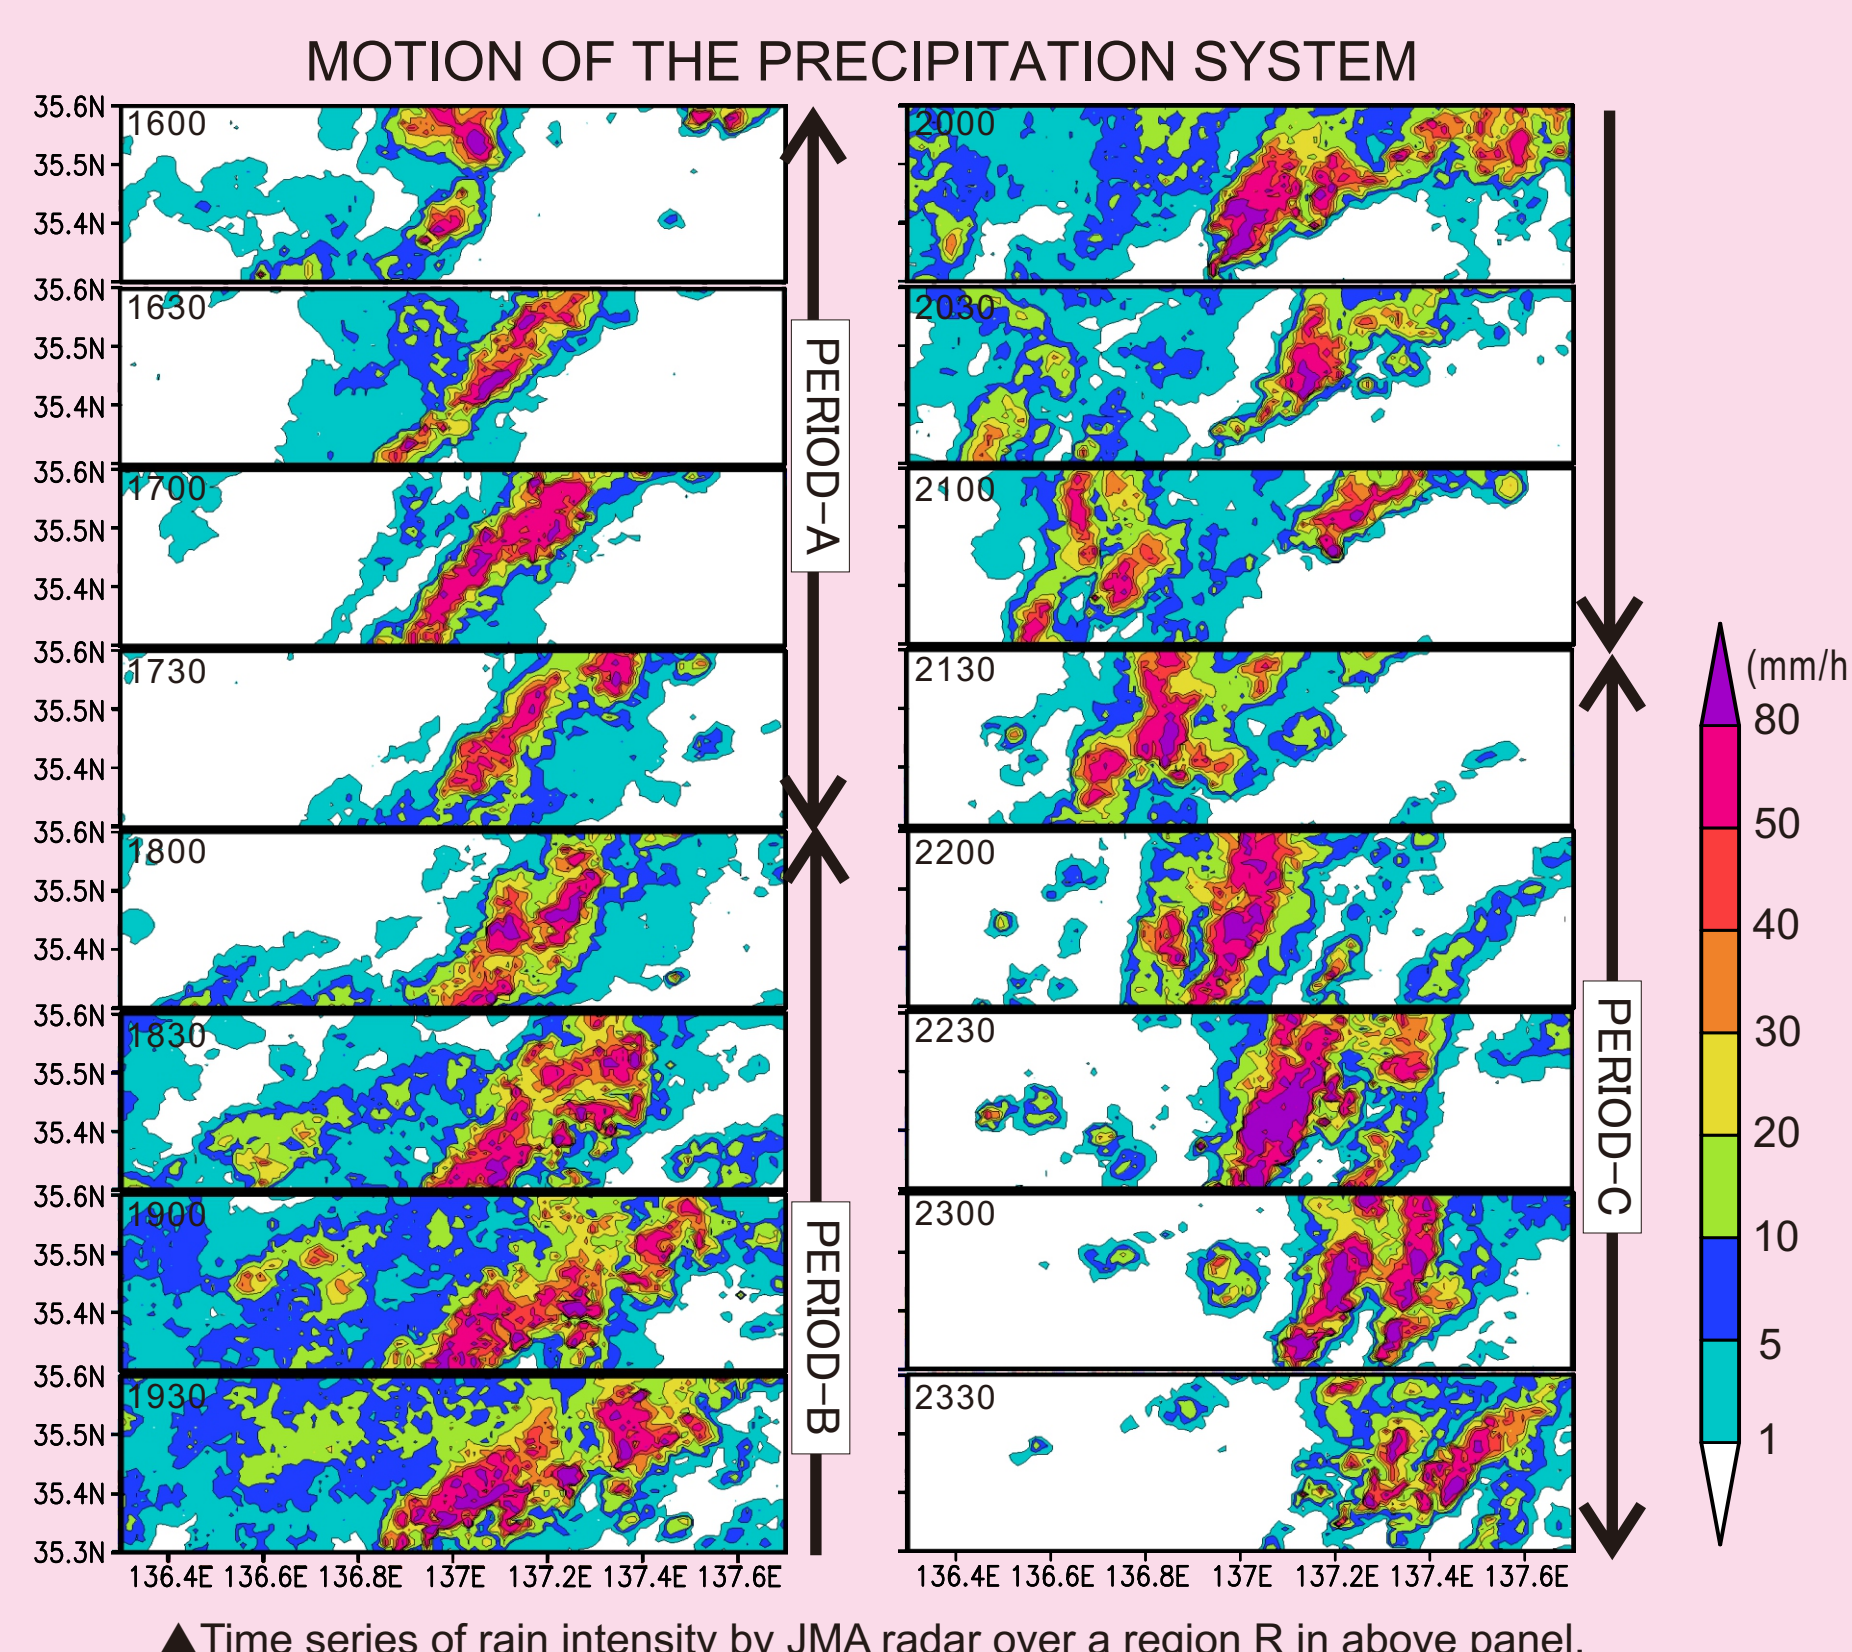 MOTION OF THE PRECIPITATION SYSTEM
35.6N
1600
35.5N
35.4N
35.6N
1630
35.5N
35.4N
35.6N
1700
35.5N
35.4N
35.6N
1730
35.5N
35.4N
35.6N
1800
35.5N
35.4N
35.6N
1830
35.5N
35.4N
35.6N
1900
35.5N
35.4N
35.6N
1930
35.5N
35.4N
35.3N
136.4E 136.6E 136.8E 137E 137.2E 137.4E 137.6E
PERIOD-A
PERIOD-B
2000
2030
2100
2130
2200
2230
2300
2330
136.4E 136.6E 136.8E 137E 137.2E 137.4E 137.6E
PERIOD-C
(mm/h
80
50
40
30
20
10
5
1
▲Time series of rain intensity by JMA radar over a region R in above panel.